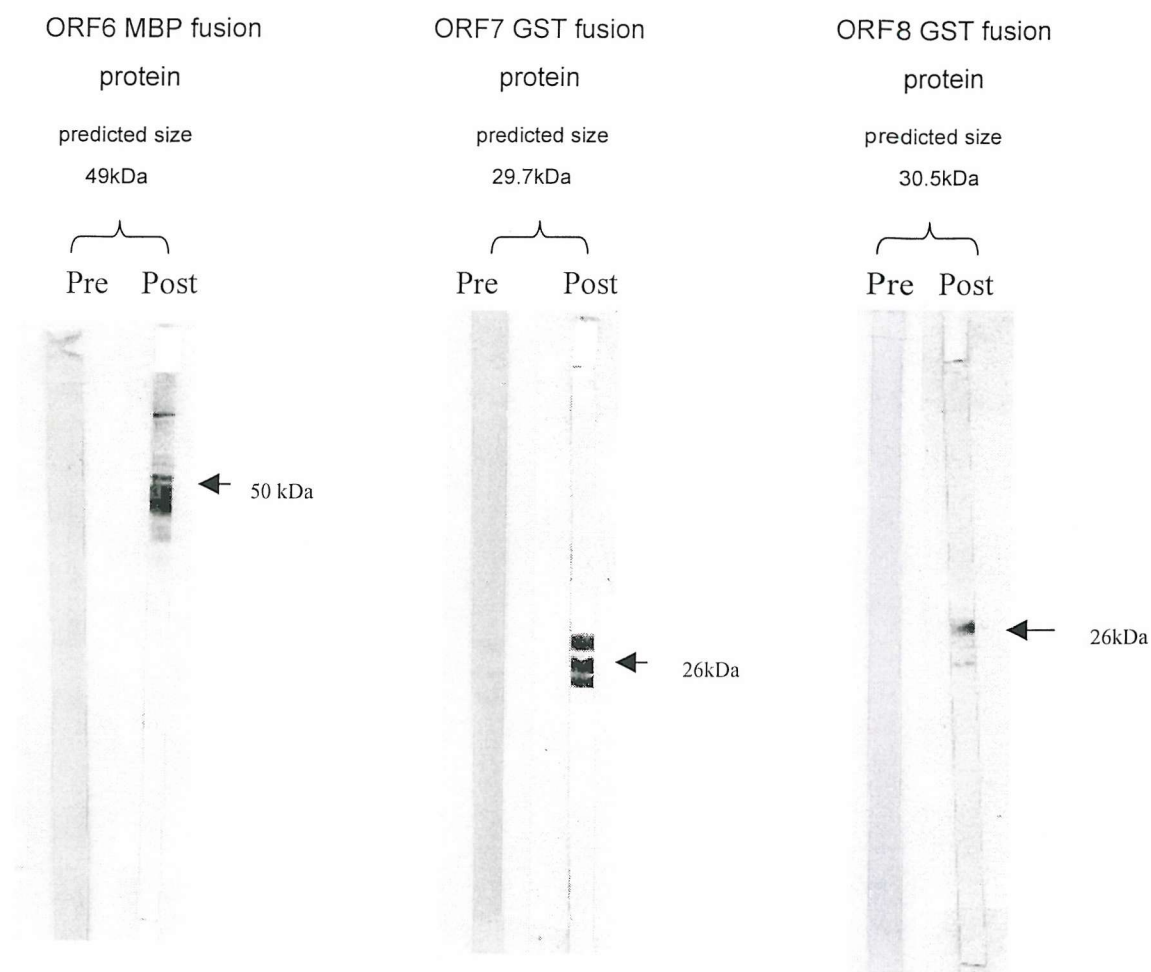 ORF6 MBP fusion
protein
predicted size
49kDa
Pre Post
50 kDa
ORF7 GST fusion
protein
predicted size
29.7kDa
Pre Post
26kDa
ORF8 GST fusion
protein
predicted size
30.5kDa
Pre Post
26kDa